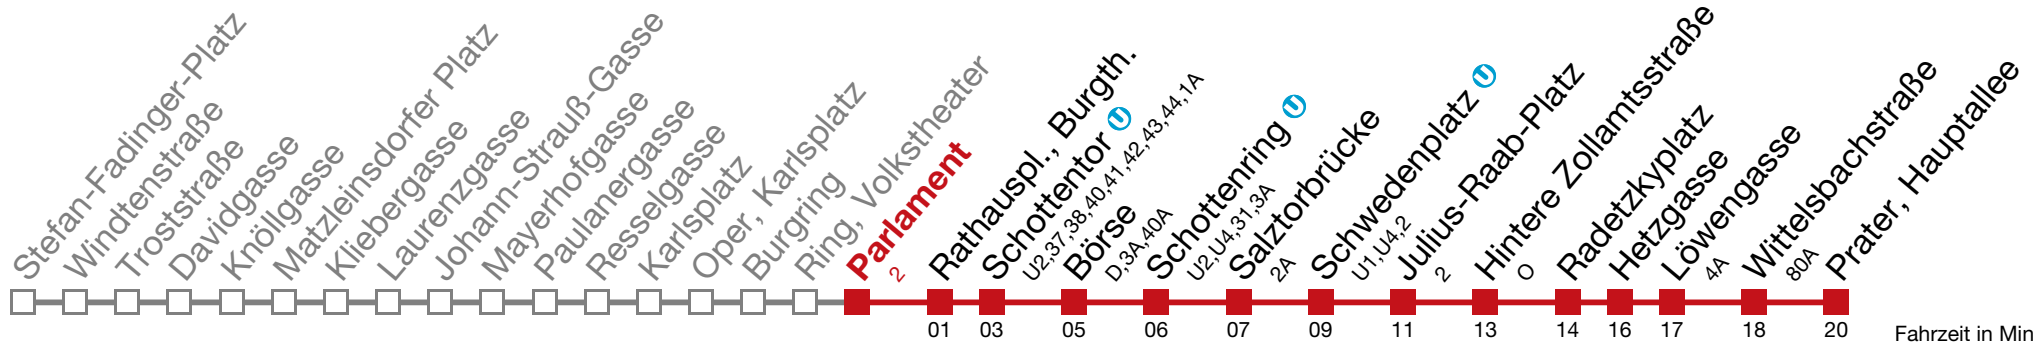 Stefan-Fadinger-Platz
Windtenstraße
Troststraße
Davidgasse
Knöllgasse
Matzleinsdorfer Platz
Kliebergasse
Laurenzgasse
Johann-Strauß-Gasse
Mayerhofgasse
Paulanergasse
Resselgasse
Karlsplatz
Oper, Karlsplatz
Burgring
Ring, Volkstheater
Parlament
2
Rathauspl., Burgth.
Schottentor U
U2,37,38,40,41,42,43,44,1A
Börse
D,3A,40A
Schottenring U
U2,U4,31,3A
Salztorbrücke
2A
Schwedenplatz U
U1,U4,2
Julius-Raab-Platz
2
Hintere Zollamtsstraße
O
Radetzkyplatz
Hetzgasse
Löwengasse
4A
Wittelsbachstraße
80A
Prater, Hauptallee
01 03 05 06 07 09 11 13 14 16 17 18 20 Fahrzeit in Min